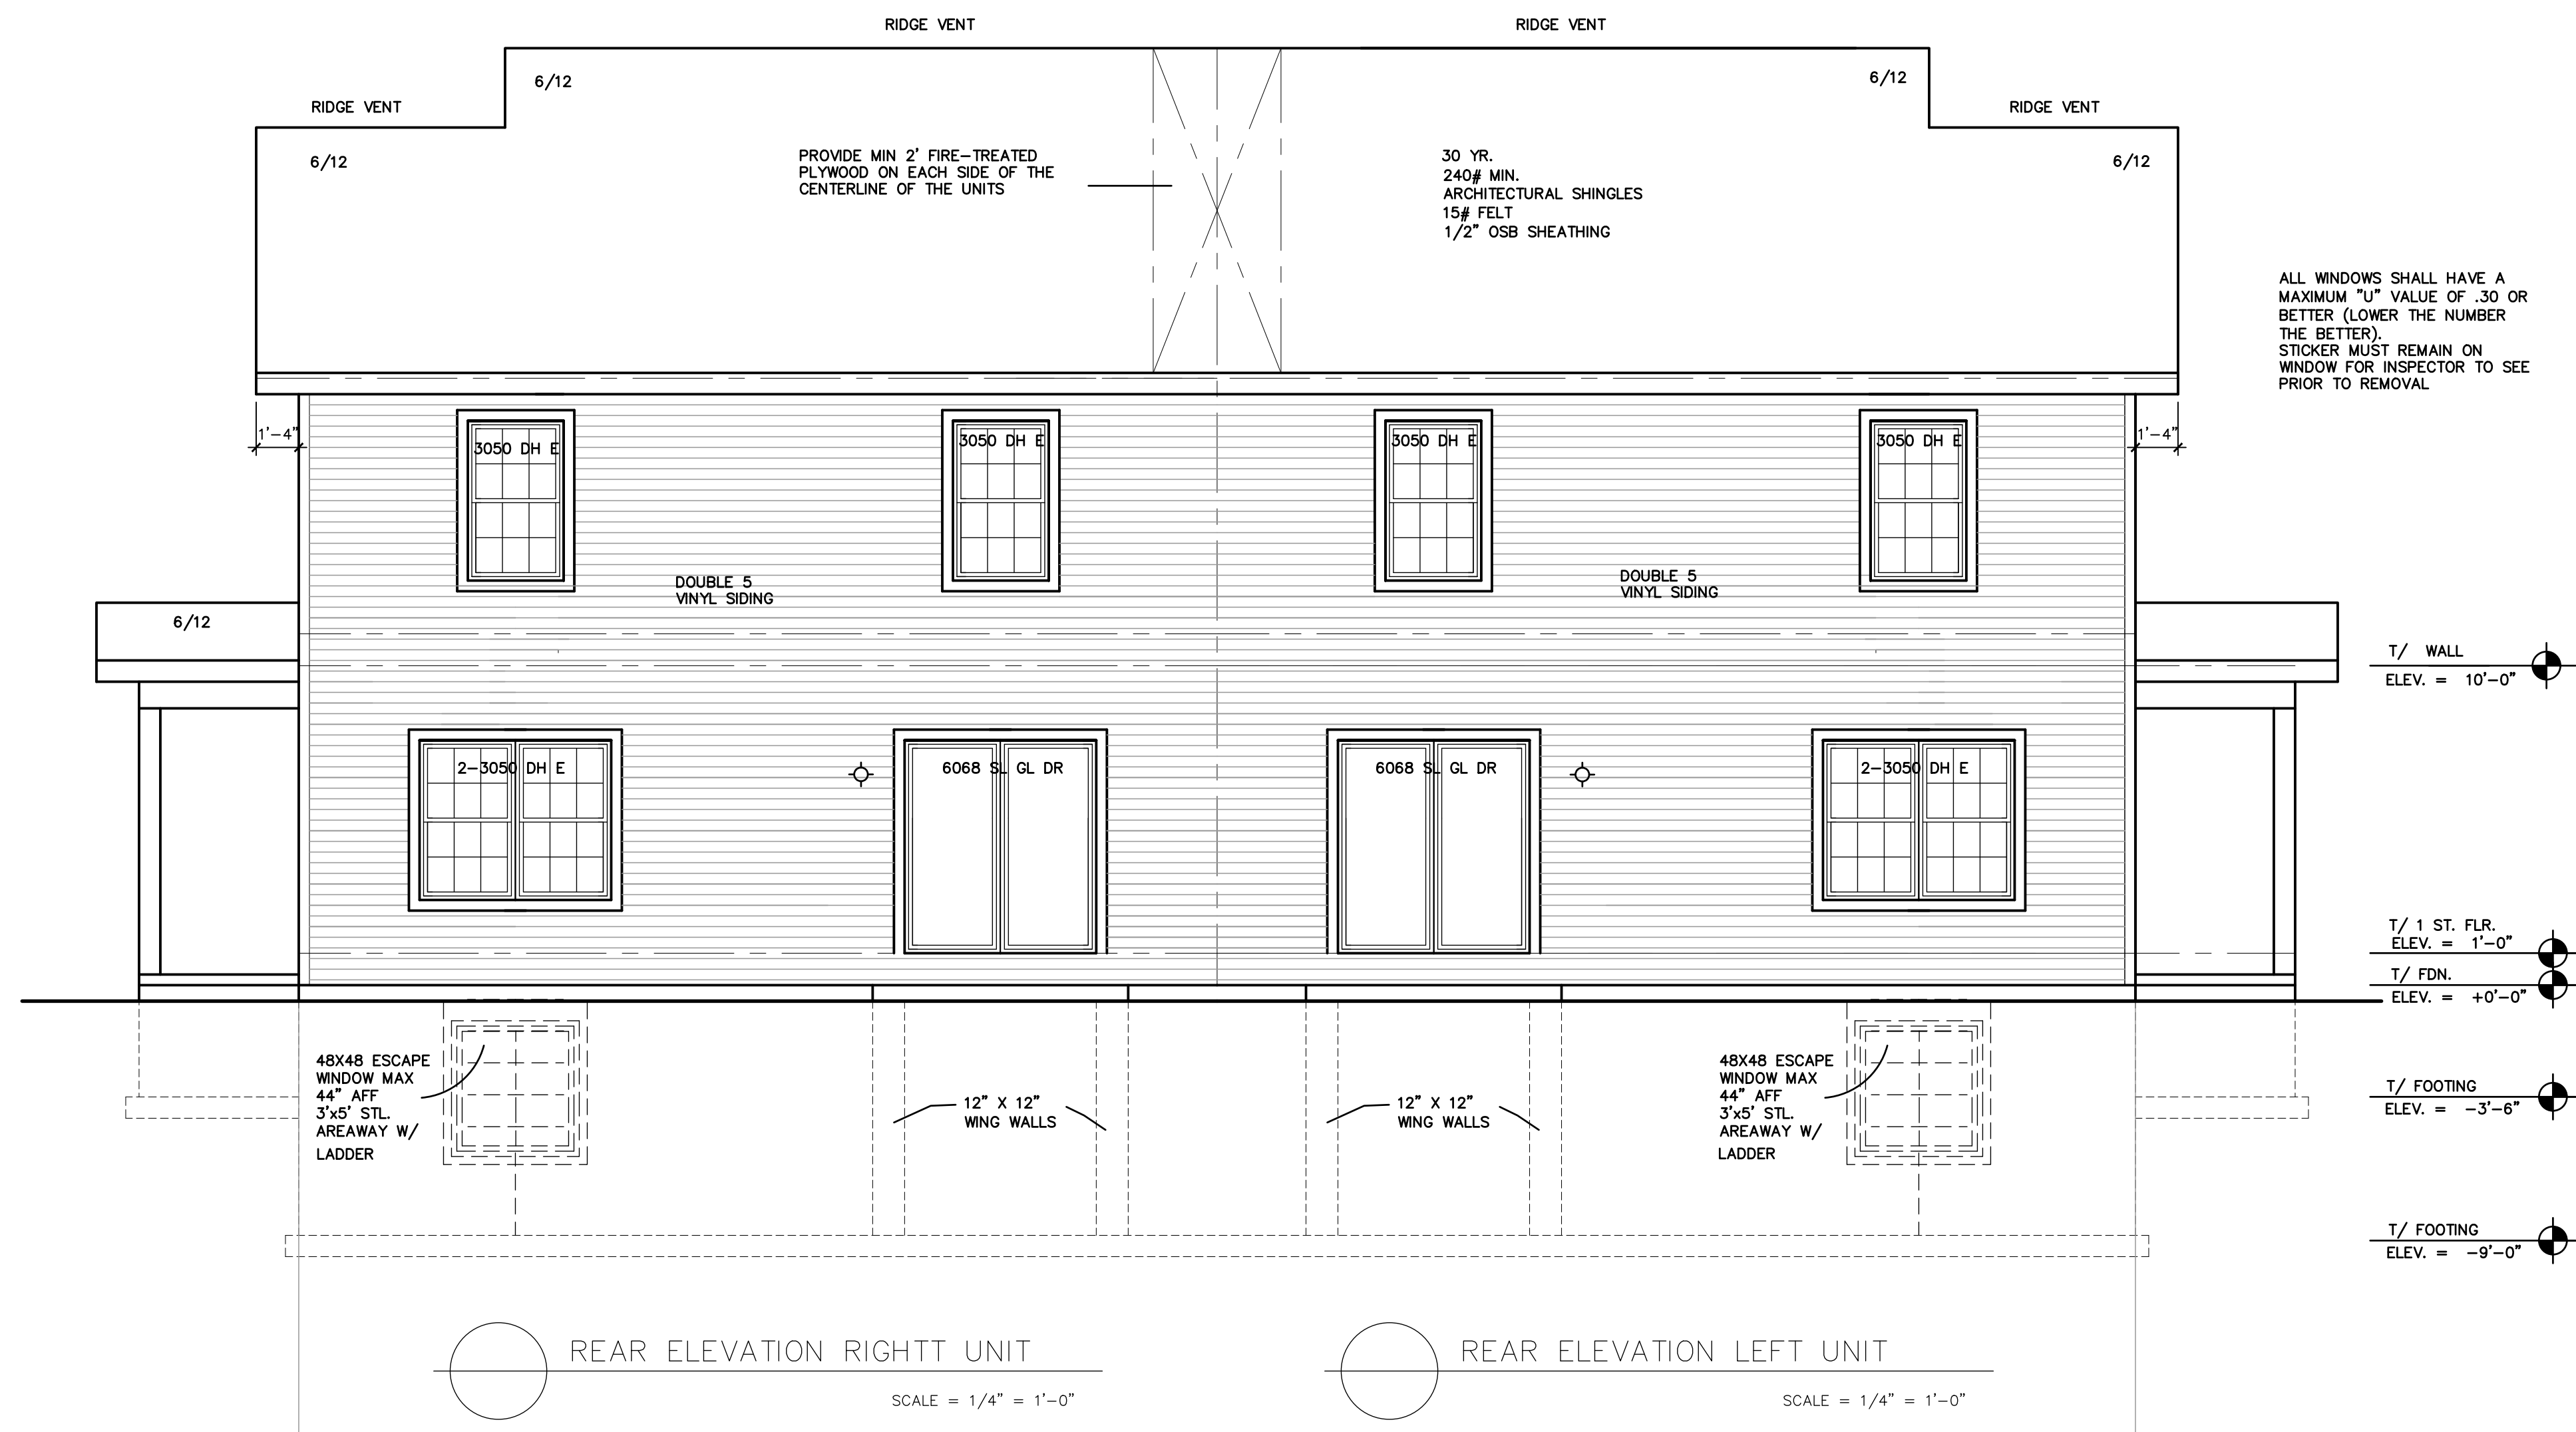 RIDGE VENT
RIDGE VENT
6/12
6/12
RIDGE VENT
RIDGE VENT
6/12
6/12
PROVIDE MIN 2' FIRE-TREATED
PLYWOOD ON EACH SIDE OF THE
CENTERLINE OF THE UNITS
30 YR.
240# MIN.
ARCHITECTURAL SHINGLES
15# FELT
1/2" OSB SHEATHING
ALL WINDOWS SHALL HAVE A
MAXIMUM "U" VALUE OF .30 OR
BETTER (LOWER THE NUMBER
THE BETTER).
STICKER MUST REMAIN ON
WINDOW FOR INSPECTOR TO SEE
PRIOR TO REMOVAL
1'-4"
1'-4"
3050 DH E
3050 DH E
3050 DH E
3050 DH E
DOUBLE 5
VINYL SIDING
DOUBLE 5
VINYL SIDING
6/12
T/ WALL
ELEV. = 10'-0"
2-3050 DH E
6068 SL GL DR
6068 SL GL DR
2-3050 DH E
T/ 1 ST. FLR.
ELEV. = 1'-0"
T/ FDN.
ELEV. = +0'-0"
48X48 ESCAPE
WINDOW MAX
44" AFF
3'x5' STL.
AREAWAY W/
LADDER
12" X 12"
WING WALLS
12" X 12"
WING WALLS
48X48 ESCAPE
WINDOW MAX
44" AFF
3'x5' STL.
AREAWAY W/
LADDER
T/ FOOTING
ELEV. = -3'-6"
T/ FOOTING
ELEV. = -9'-0"
REAR ELEVATION RIGHTT UNIT
SCALE = 1/4" = 1'-0"
REAR ELEVATION LEFT UNIT
SCALE = 1/4" = 1'-0"